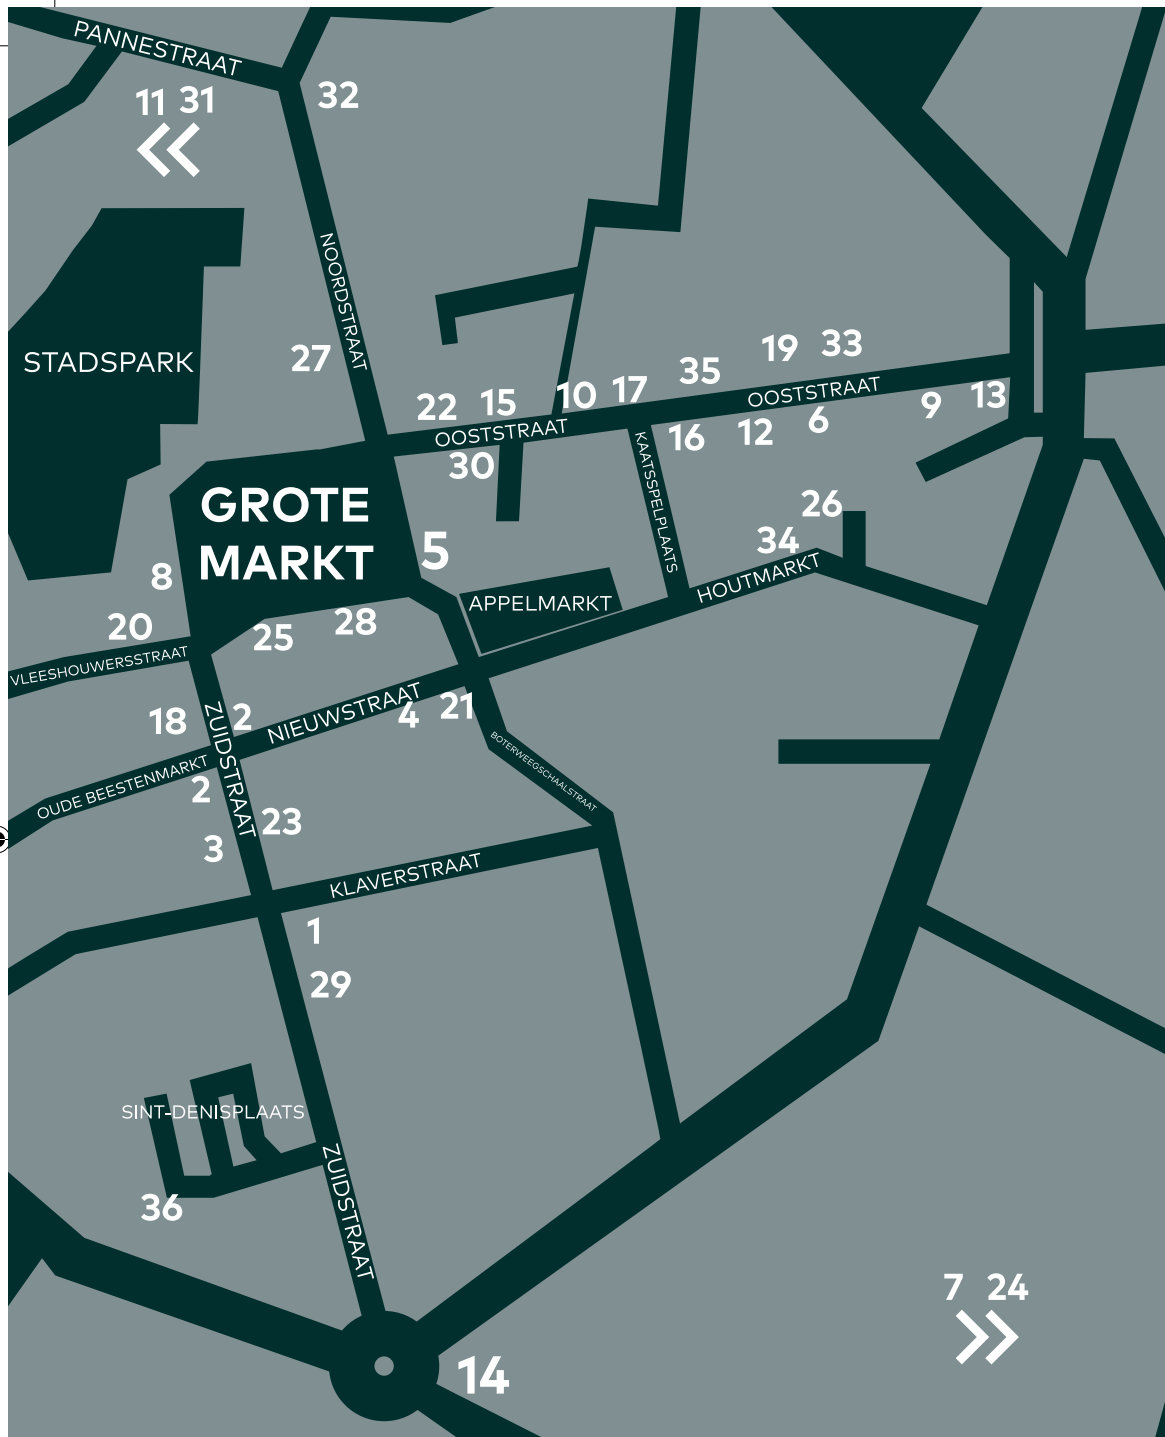 PANNESTRAAT
11 31
32
NOORDSTRAAT
STADSPARK
27
19 33
35
22 15 10 17
OOSTSTRAAT
9 13
OOSTSTRAAT
16 12 6
30
KAATSSPELPLAATS
GROTE
MARKT
5
26
34
8
HOUTMARKT
APPELMARKT
20
25 28
VLEESHOUWERSSTRAAT
18
ZUIDSTRAAT
2
NIEUWSTRAAT
4 21
BOTERWEEGSCHAALSTRAAT
OUDE BEESTENMARKT
2
23
3
KLAVERSTRAAT
1
29
SINT-DENISPLAATS
ZUIDSTRAAT
36
7 24
14